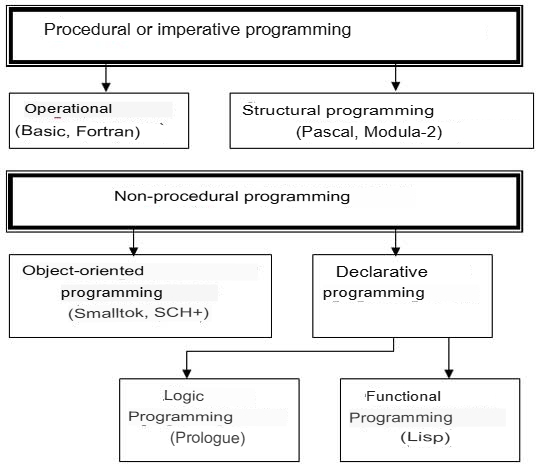 Procedural or imperative programming
Operational
(Basic, Fortran)
Structural programming
(Pascal, Modula-2)
Non-procedural programming
Object-oriented
programming
(Smalltok, SCH+)
Declarative
programming
Logic
Programming
(Prologue)
Functional
Programming
(Lisp)